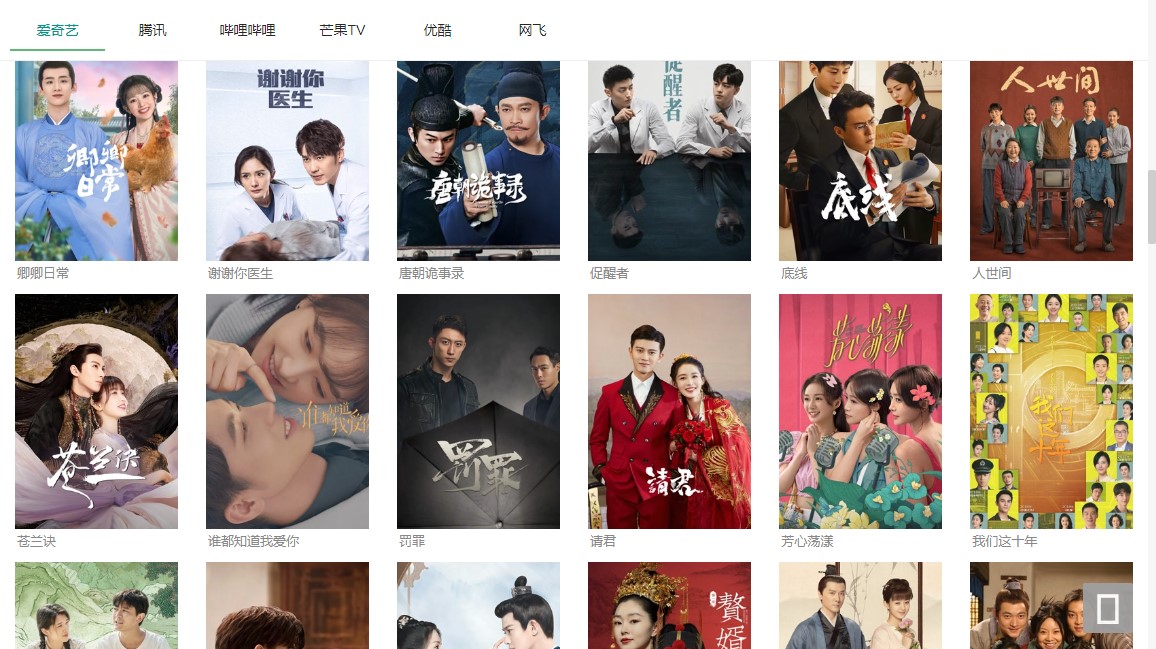 爱奇艺
腾讯
哔哩哔哩
芒果TV
优酷
网飞
卿卿日常
谢谢你
医生
唐朝诡事录
促醒者
底线
人世间
卿卿日常
谢谢你医生
唐朝诡事录
促醒者
底线
人世间
苍兰诀
谁都知道我爱你
罚罪
請君
芳心荡漾
我们这十年
苍兰诀
谁都知道我爱你
罚罪
请君
芳心荡漾
我们这十年
赘婿